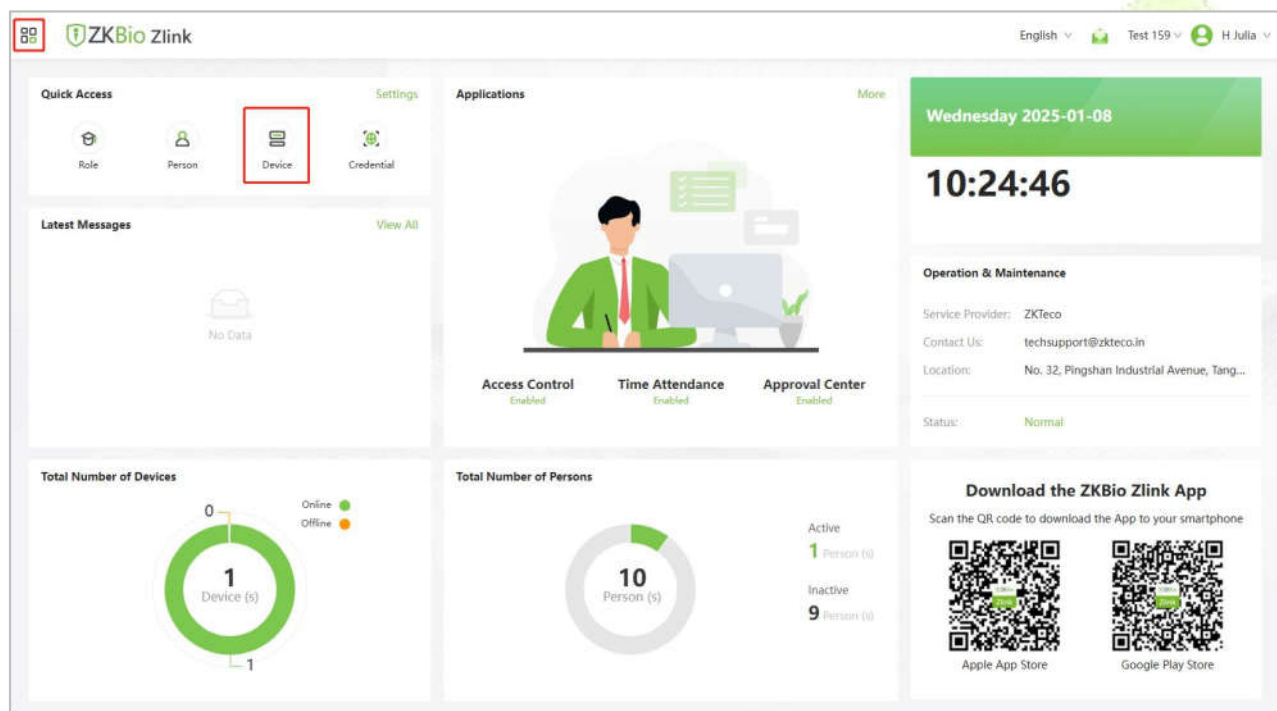 ZKBio Zlink
English
Test 159
H Julia
Quick Access
Settings
Role
Person
Device
Credential
Latest Messages
View All
No Data
Applications
More
Access Control
Enabled
Time Attendance
Enabled
Approval Center
Enabled
Wednesday 2025-01-08
10:24:46
Operation & Maintenance
Service Provider: ZKTeco
Contact Us: techsupport@zkteco.in
Location: No. 32, Pingshan Industrial Avenue, Tang...
Status: Normal
Total Number of Devices
0
Online
Offline
1
Device (s)
1
Total Number of Persons
10
Person (s)
Active
1 Person (s)
Inactive
9 Person (s)
Download the ZKBio Zlink App
Scan the QR code to download the App to your smartphone
Zlink
Zlink
Apple App Store
Google Play Store